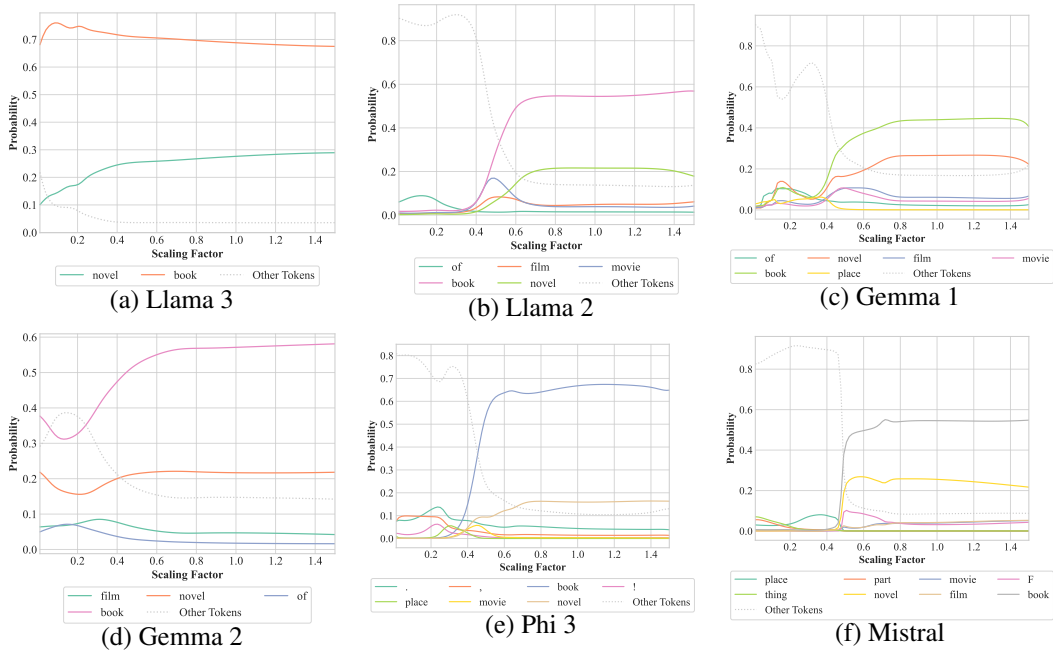 0.7
0.6
0.5
0.4
0.3
0.2
0.1
0.0
Probability
0.2 0.4 0.6 0.8 1.0 1.2 1.4
Scaling Factor
novel book Other Tokens
(a) Llama 3
0.8
0.6
0.4
0.2
0.0
Probability
0.2 0.4 0.6 0.8 1.0 1.2 1.4
Scaling Factor
of film movie
book novel Other Tokens
(b) Llama 2
0.8
0.6
0.4
0.2
0.0
Probability
0.2 0.4 0.6 0.8 1.0 1.2 1.4
Scaling Factor
of novel film movie
book place Other Tokens
(c) Gemma 1
0.6
0.5
0.4
0.3
0.2
0.1
0.0
Probability
0.2 0.4 0.6 0.8 1.0 1.2 1.4
Scaling Factor
film novel of
book Other Tokens
(d) Gemma 2
0.8
0.7
0.6
0.5
0.4
0.3
0.2
0.1
0.0
Probability
0.2 0.4 0.6 0.8 1.0 1.2 1.4
Scaling Factor
. , book !
place movie novel Other Tokens
(e) Phi 3
0.8
0.6
0.4
0.2
0.0
Probability
0.2 0.4 0.6 0.8 1.0 1.2 1.4
Scaling Factor
place part movie F
thing novel film book
Other Tokens
(f) Mistral